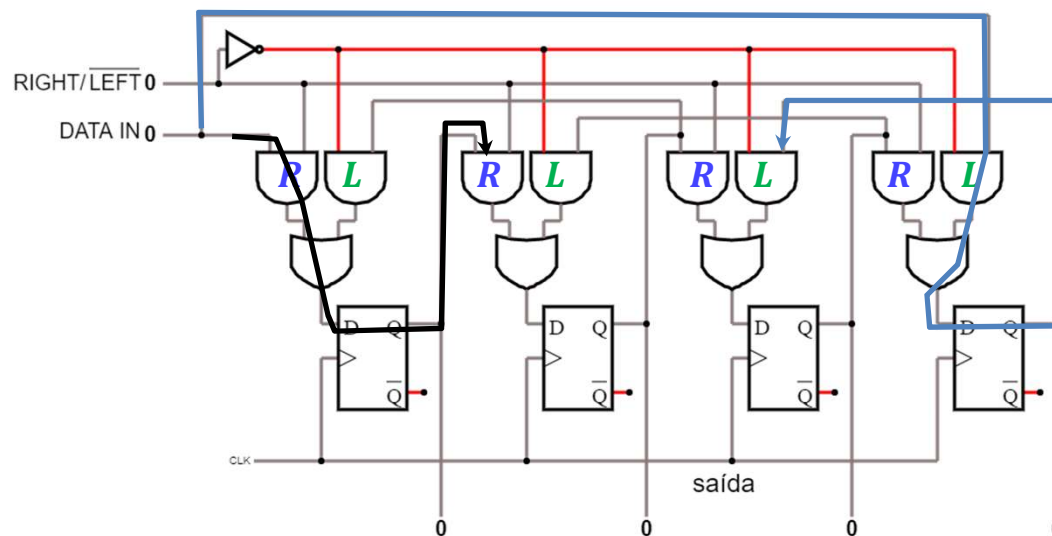 RIGHT/LEFT 0
DATA IN 0
R L R L R L R L
D Q D Q D Q D Q
Q Q Q Q
CLK
saída
0 0 0